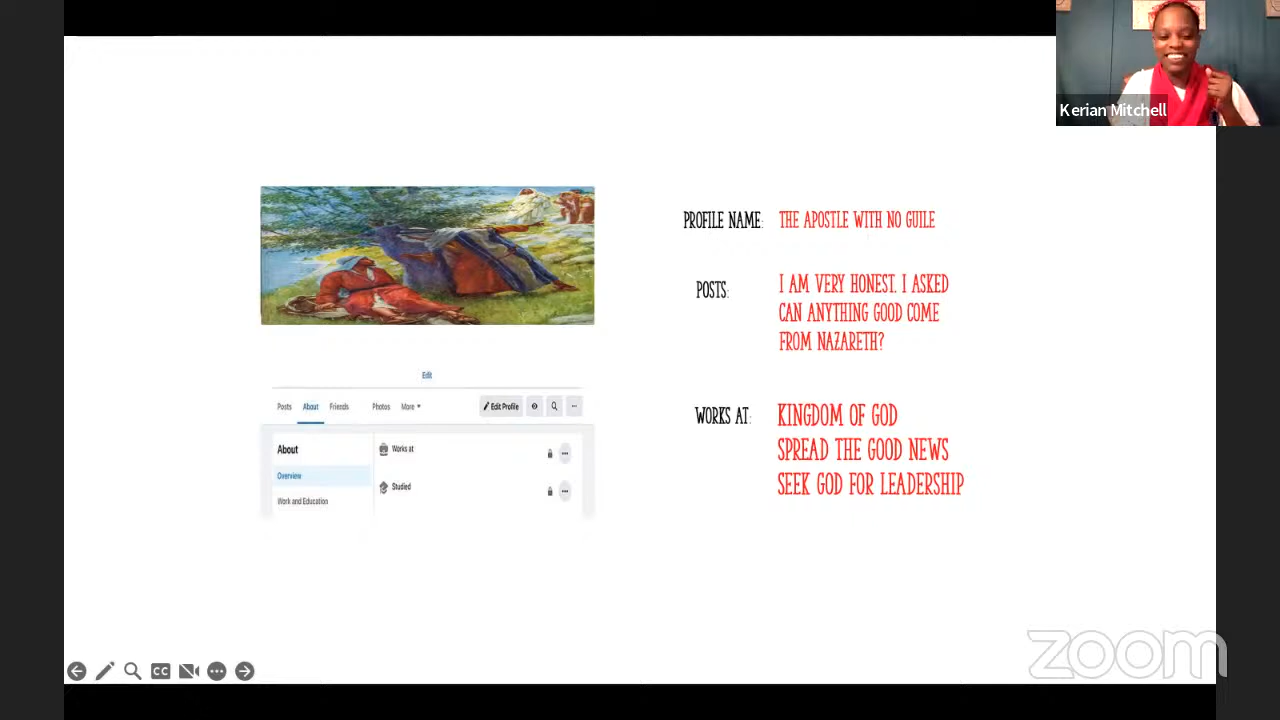 Kerian Mitchell
PROFILE NAME: THE APOSTLE WITH NO GUILE
POSTS: I AM VERY HONEST. I ASKED
CAN ANYTHING GOOD COME
FROM NAZARETH?
Edit
Posts About Friends Photos More Edit Profile
About
Works at
Overview
Studied
Work and Education
WORKS AT: KINGDOM OF GOD
SPREAD THE GOOD NEWS
SEEK GOD FOR LEADERSHIP
CC
zoom